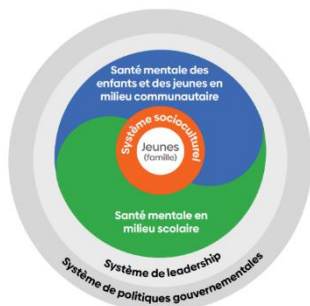 Santé mentale des
enfants et des jeunes en
milieu communautaire
Système socioculturel
Jeunes
(famille)
Santé mentale en
milieu scolaire
Système de leadership
Système de politiques gouvernementales